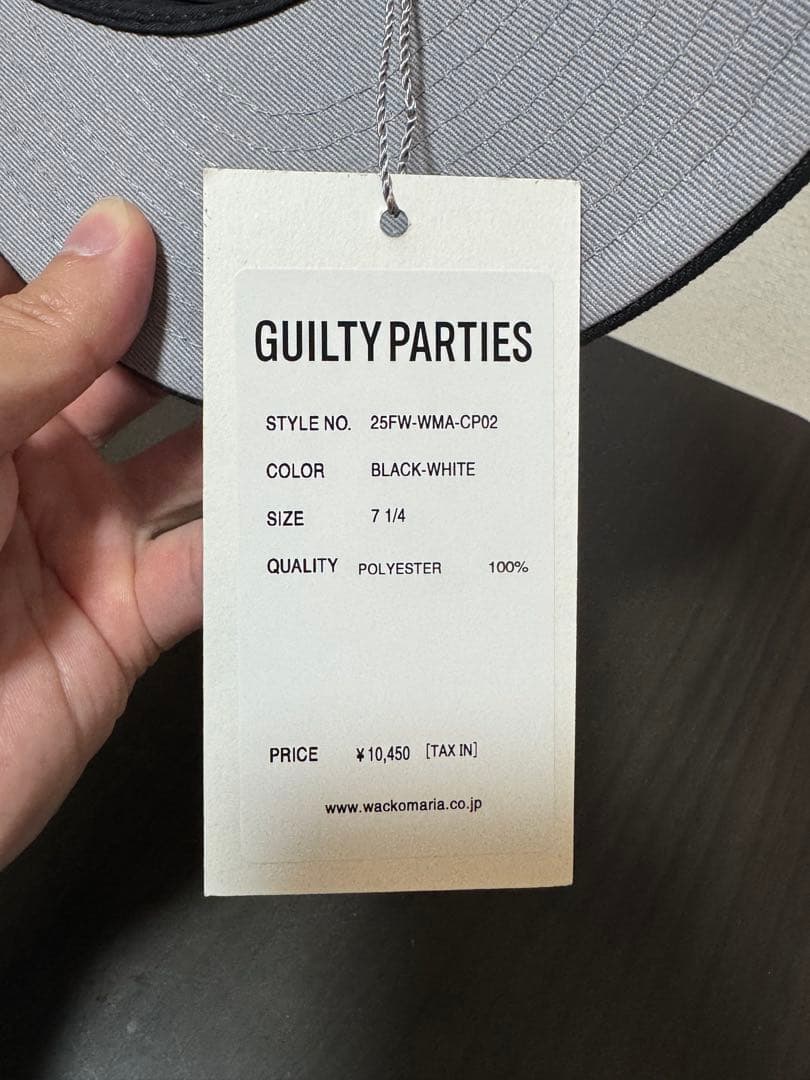 GUILTY PARTIES
STYLE NO. 25FW-WMA-CP02
COLOR BLACK-WHITE
SIZE 7 1/4
QUALITY POLYESTER 100%
PRICE ¥10,450 [TAX IN]
www.wackomaria.co.jp